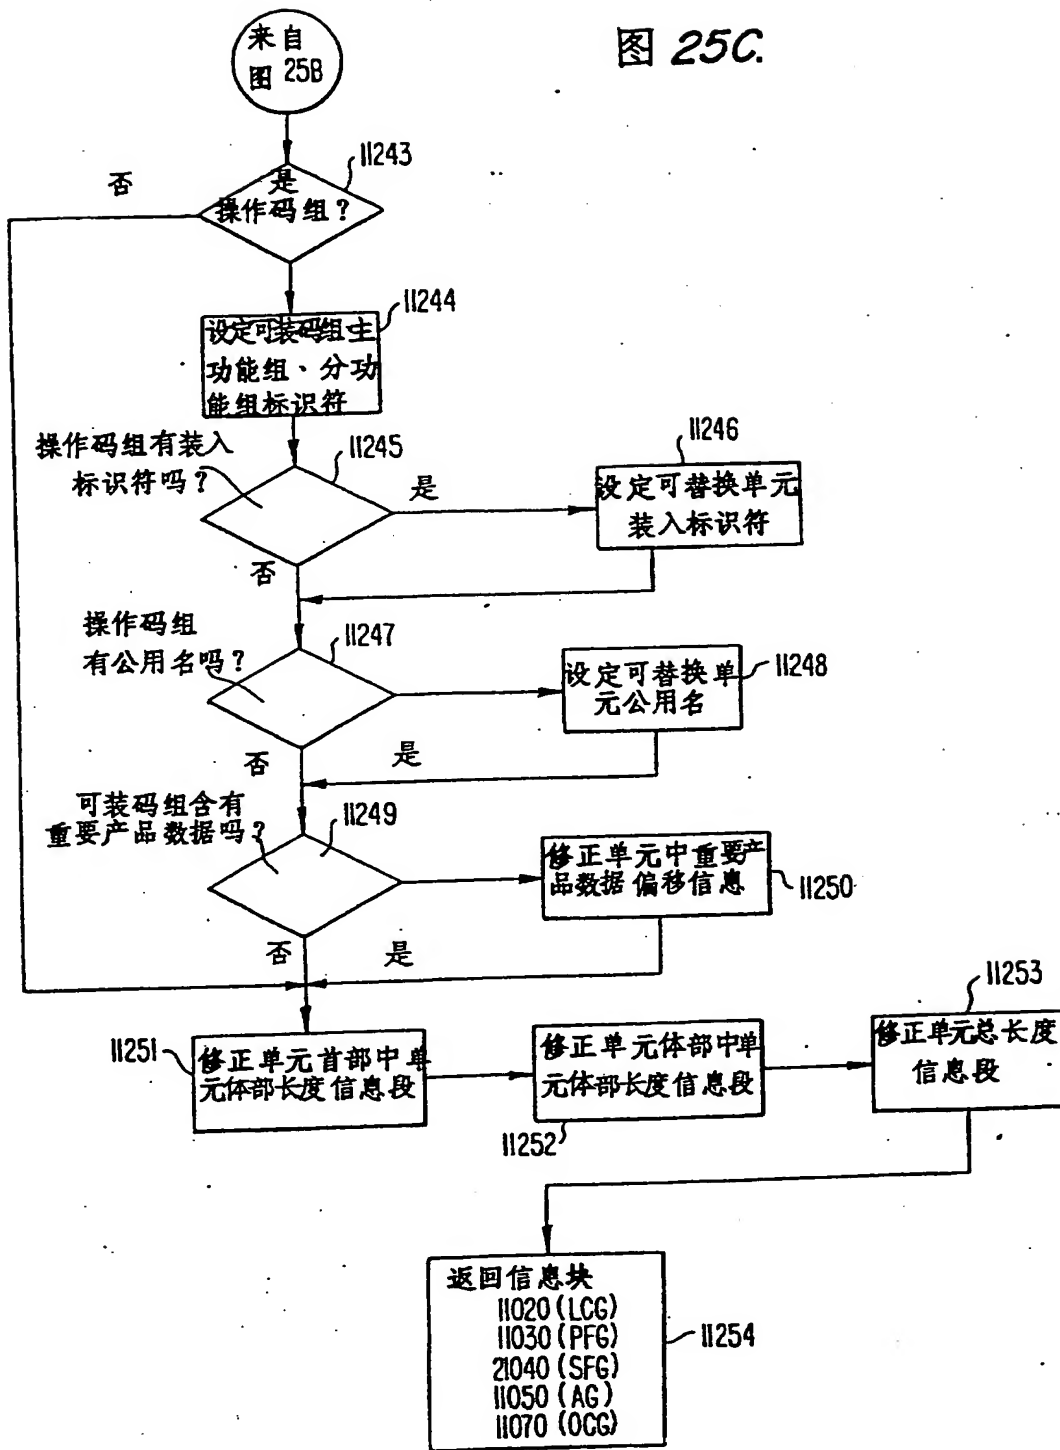 图 25C.
来自
图 25B
11243
否
是
操作码组?
11244
设定可装码组主
功能组、分功
能组标识符
操作码组有装入
标识符吗?
11245
是
11246
设定可替换单元
装入标识符
否
操作码组
有公用名吗?
11247
设定可替换单
元公用名
11248
否
是
可装码组含有
重要产品数据吗?
11249
修正单元中重要产
品数据偏移信息
11250
否
是
11251
修正单元首部中单
元体部长度信息段
修正单元体部中单
元体部长度信息段
11252
11253
修正单元总长度
信息段
返回信息块
11020 (LCG)
11030 (PFG)
21040 (SFG)
11050 (AG)
11070 (OCG)
11254